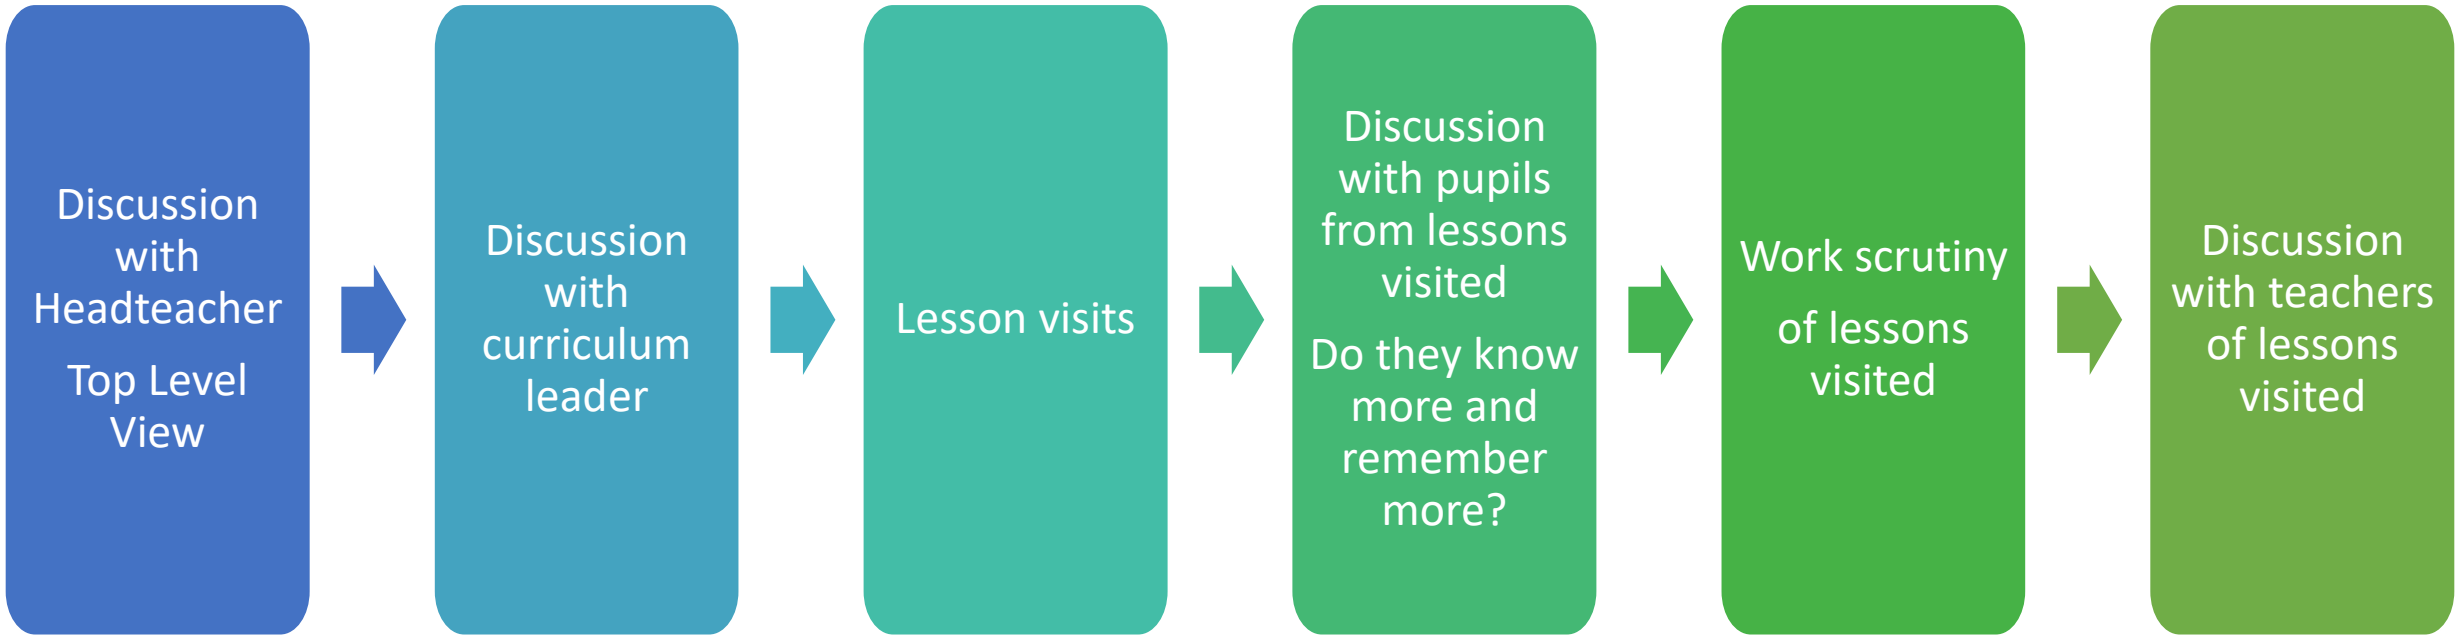 Discussion
with
Headteacher
Top Level
View
Discussion
with
curriculum
leader
Lesson visits
Discussion
with pupils
from lessons
visited
Do they know
more and
remember
more?
Work scrutiny
of lessons
visited
Discussion
with teachers
of lessons
visited